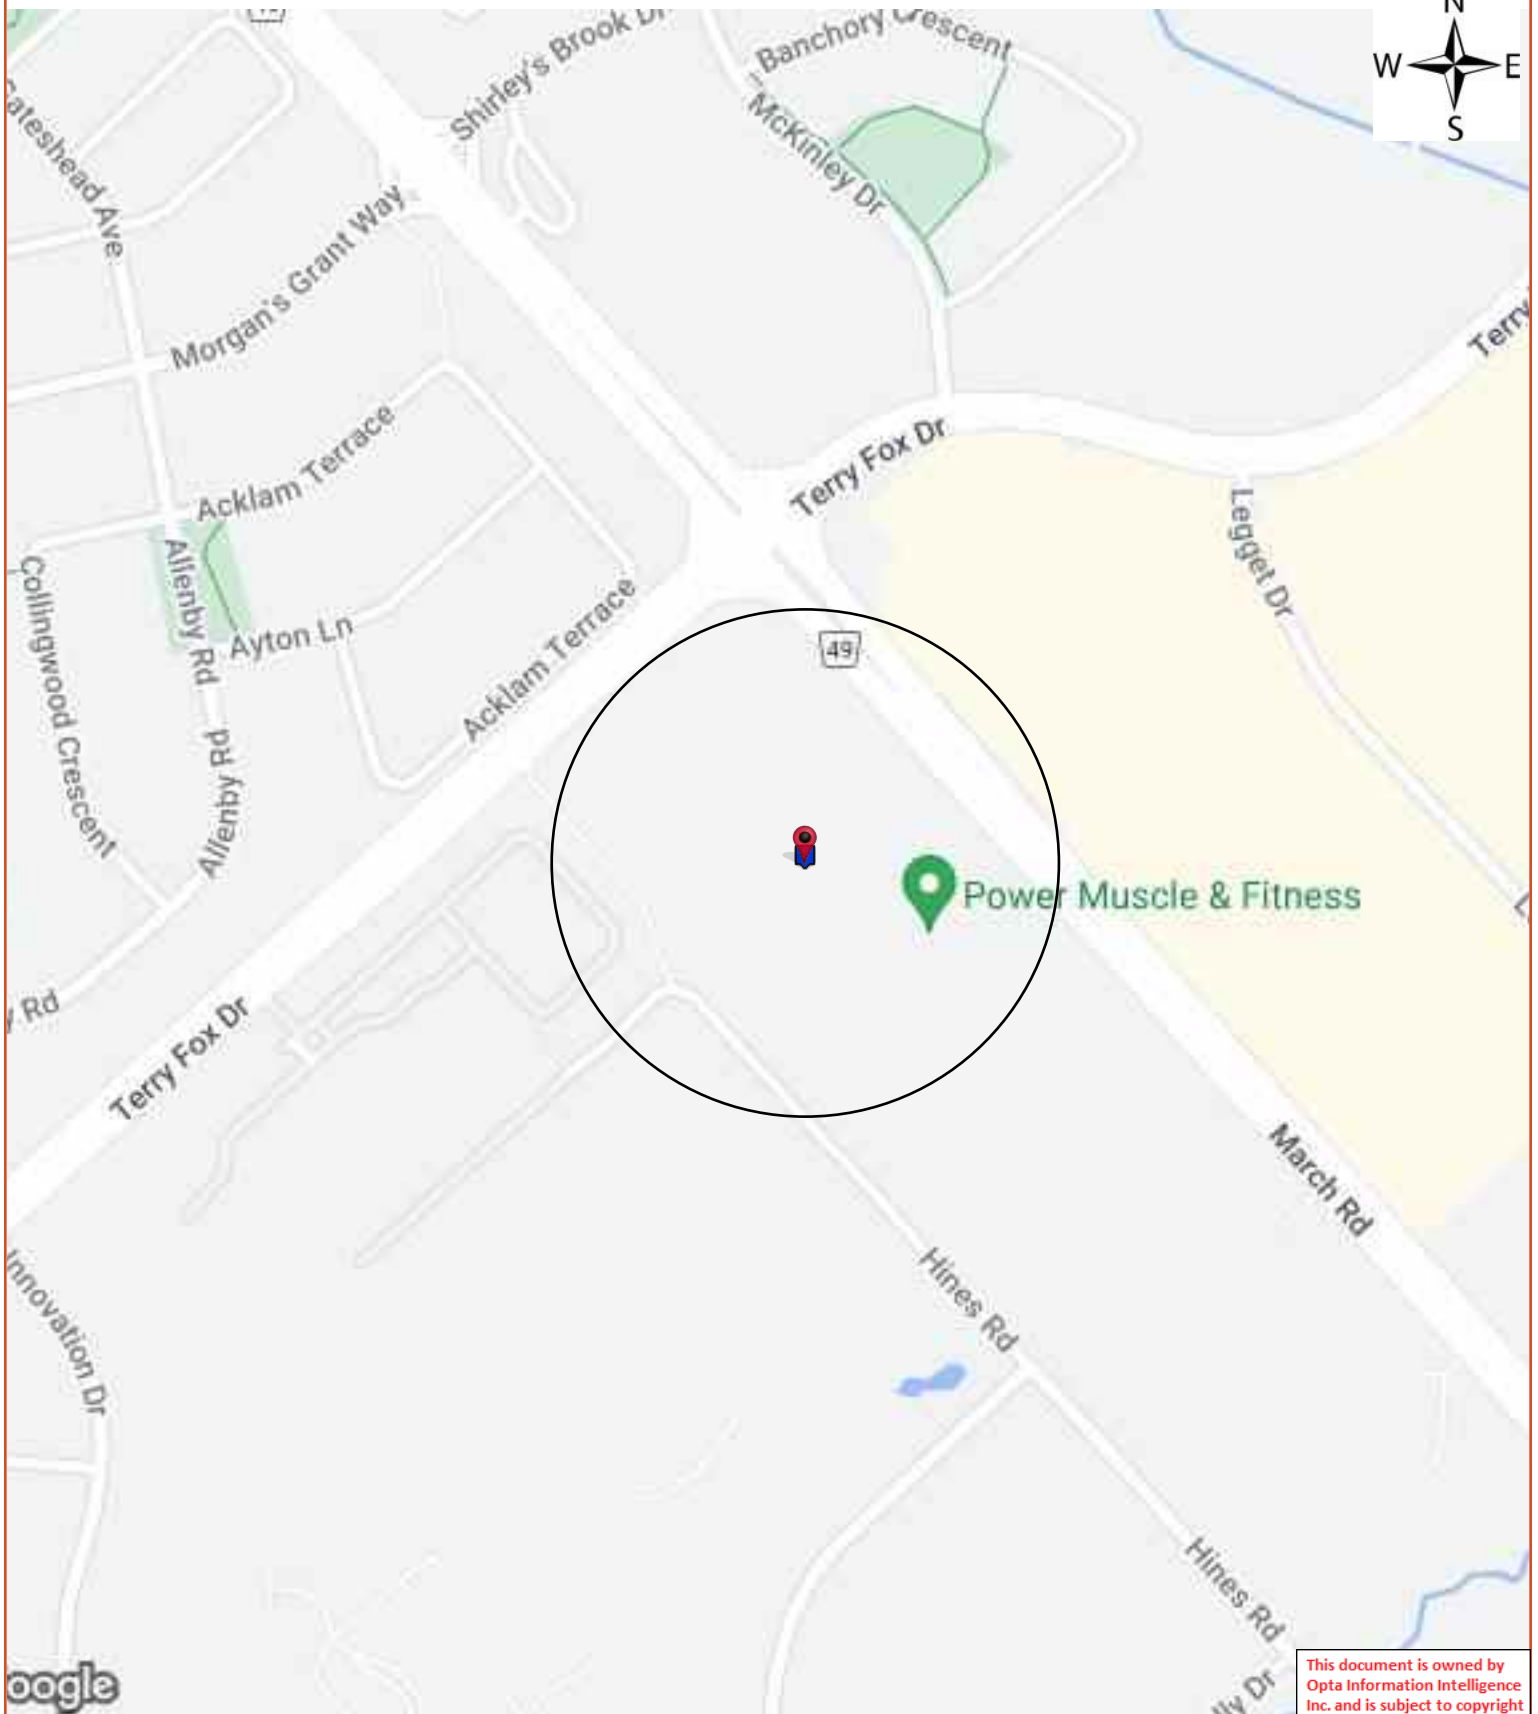 N
W E
S
Shirley's Brook Dr
Banchory Crescent
McKinley Dr
Gateshead Ave
Morgan's Grant Way
Terry
Acklam Terrace
Terry Fox Dr
Legget Dr
Collingwood Crescent
Allenby Rd
Ayton Ln
Acklam Terrace
49
Allenby Rd
Power Muscle & Fitness
Rd
Terry Fox Dr
March Rd
Innovation Dr
Hines Rd
Hines Rd
oogle
lly Dr
This document is owned by
Opta Information Intelligence
Inc. and is subject to copyright